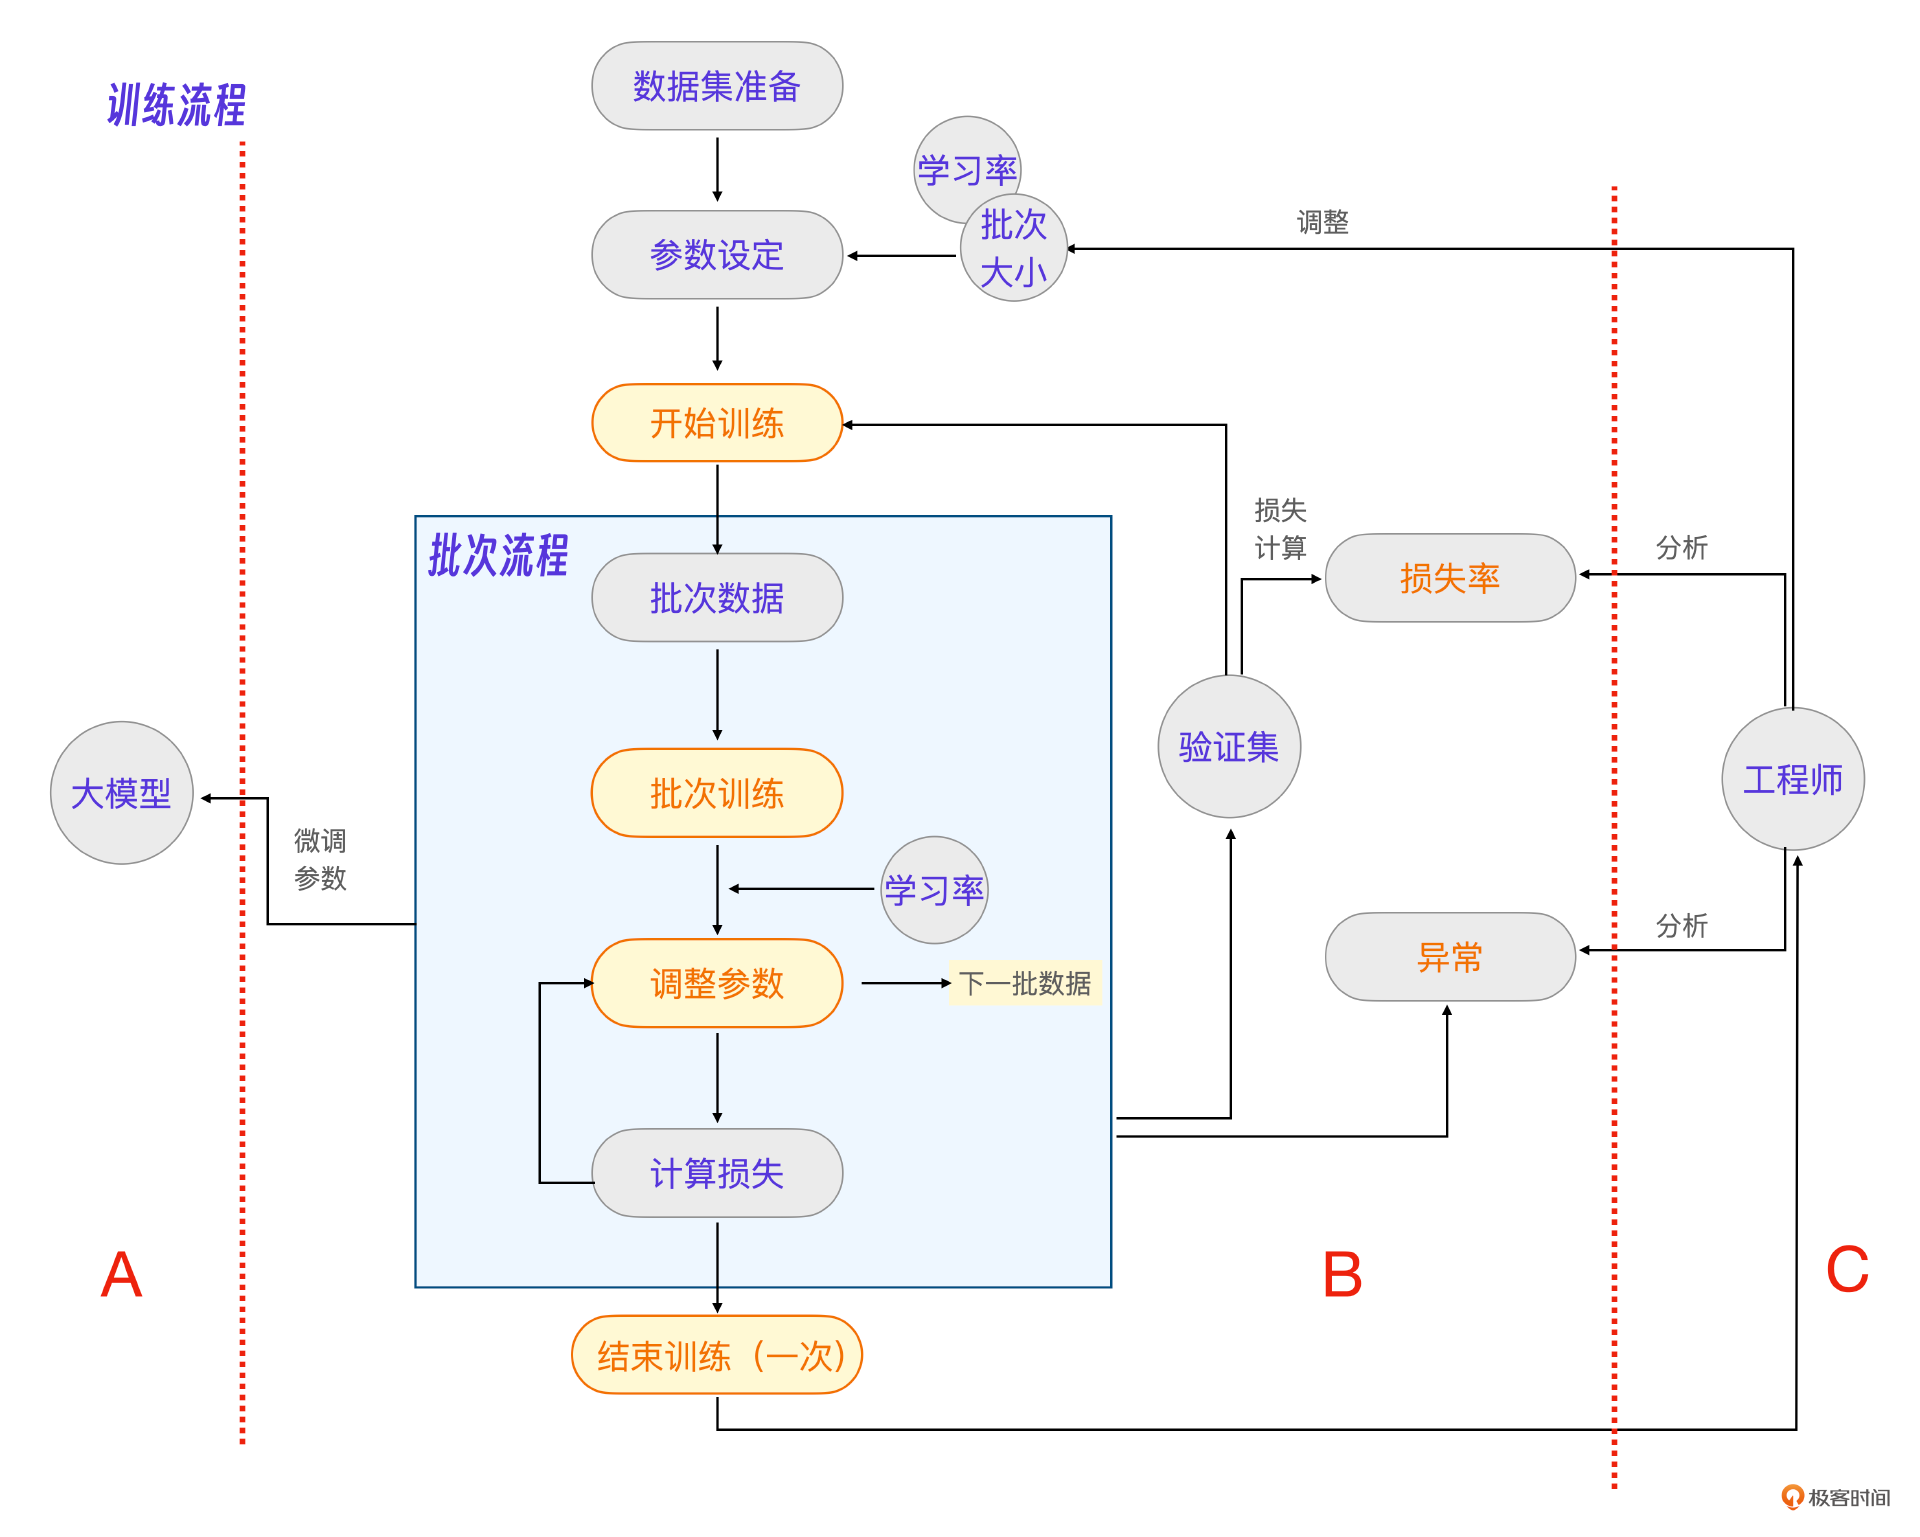 训练流程
数据集准备
学习率
批次
大小
调整
参数设定
开始训练
损失
计算
批次流程
批次数据
损失率
分析
验证集
工程师
大模型
批次训练
微调
参数
学习率
分析
异常
调整参数
下一批数据
计算损失
A
B
C
结束训练（一次）
极客时间